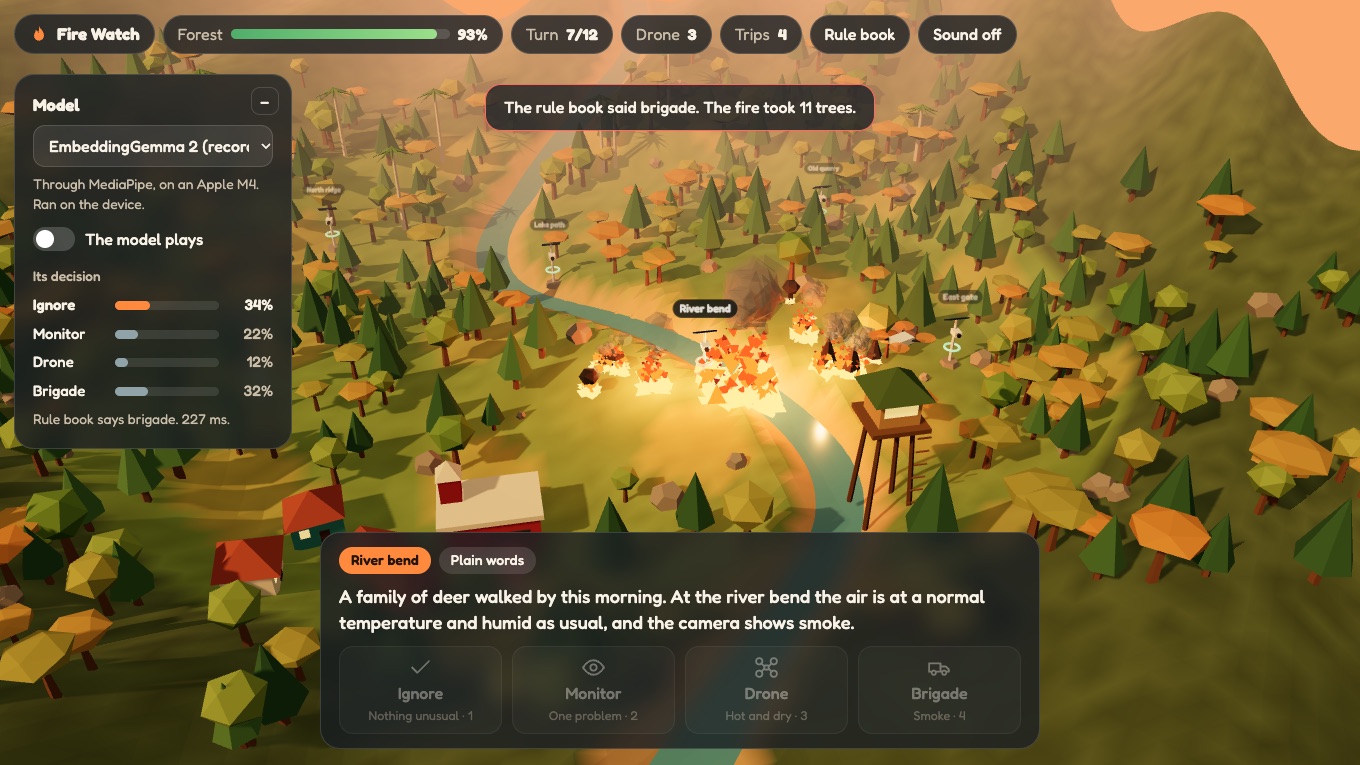 Fire Watch
Forest 93%
Turn 7/12
Drone 3
Trips 4
Rule book
Sound off
Model
EmbeddingGemma 2 (recor
Through MediaPipe, on an Apple M4.
Ran on the device.
The model plays
Its decision
Ignore 34%
Monitor 22%
Drone 12%
Brigade 32%
Rule book says brigade. 227 ms.
The rule book said brigade. The fire took 11 trees.
North ridge
Lake path
Old quarry
River bend
East gate
River bend
Plain words
A family of deer walked by this morning. At the river bend the air is at a normal
temperature and humid as usual, and the camera shows smoke.
Ignore
Nothing unusual · 1
Monitor
One problem · 2
Drone
Hot and dry · 3
Brigade
Smoke · 4